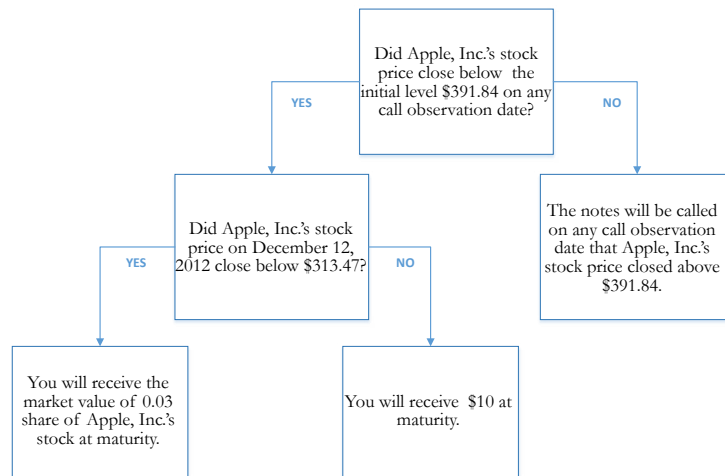 Did Apple, Inc.'s stock
price close below the
initial level $391.84 on any
call observation date?
YES
NO
Did Apple, Inc.'s stock
price on December 12,
2012 close below $313.47?
The notes will be called
on any call observation
date that Apple, Inc.'s
stock price closed above
$391.84.
YES
NO
You will receive the
market value of 0.03
share of Apple, Inc.'s
stock at maturity.
You will receive $10 at
maturity.